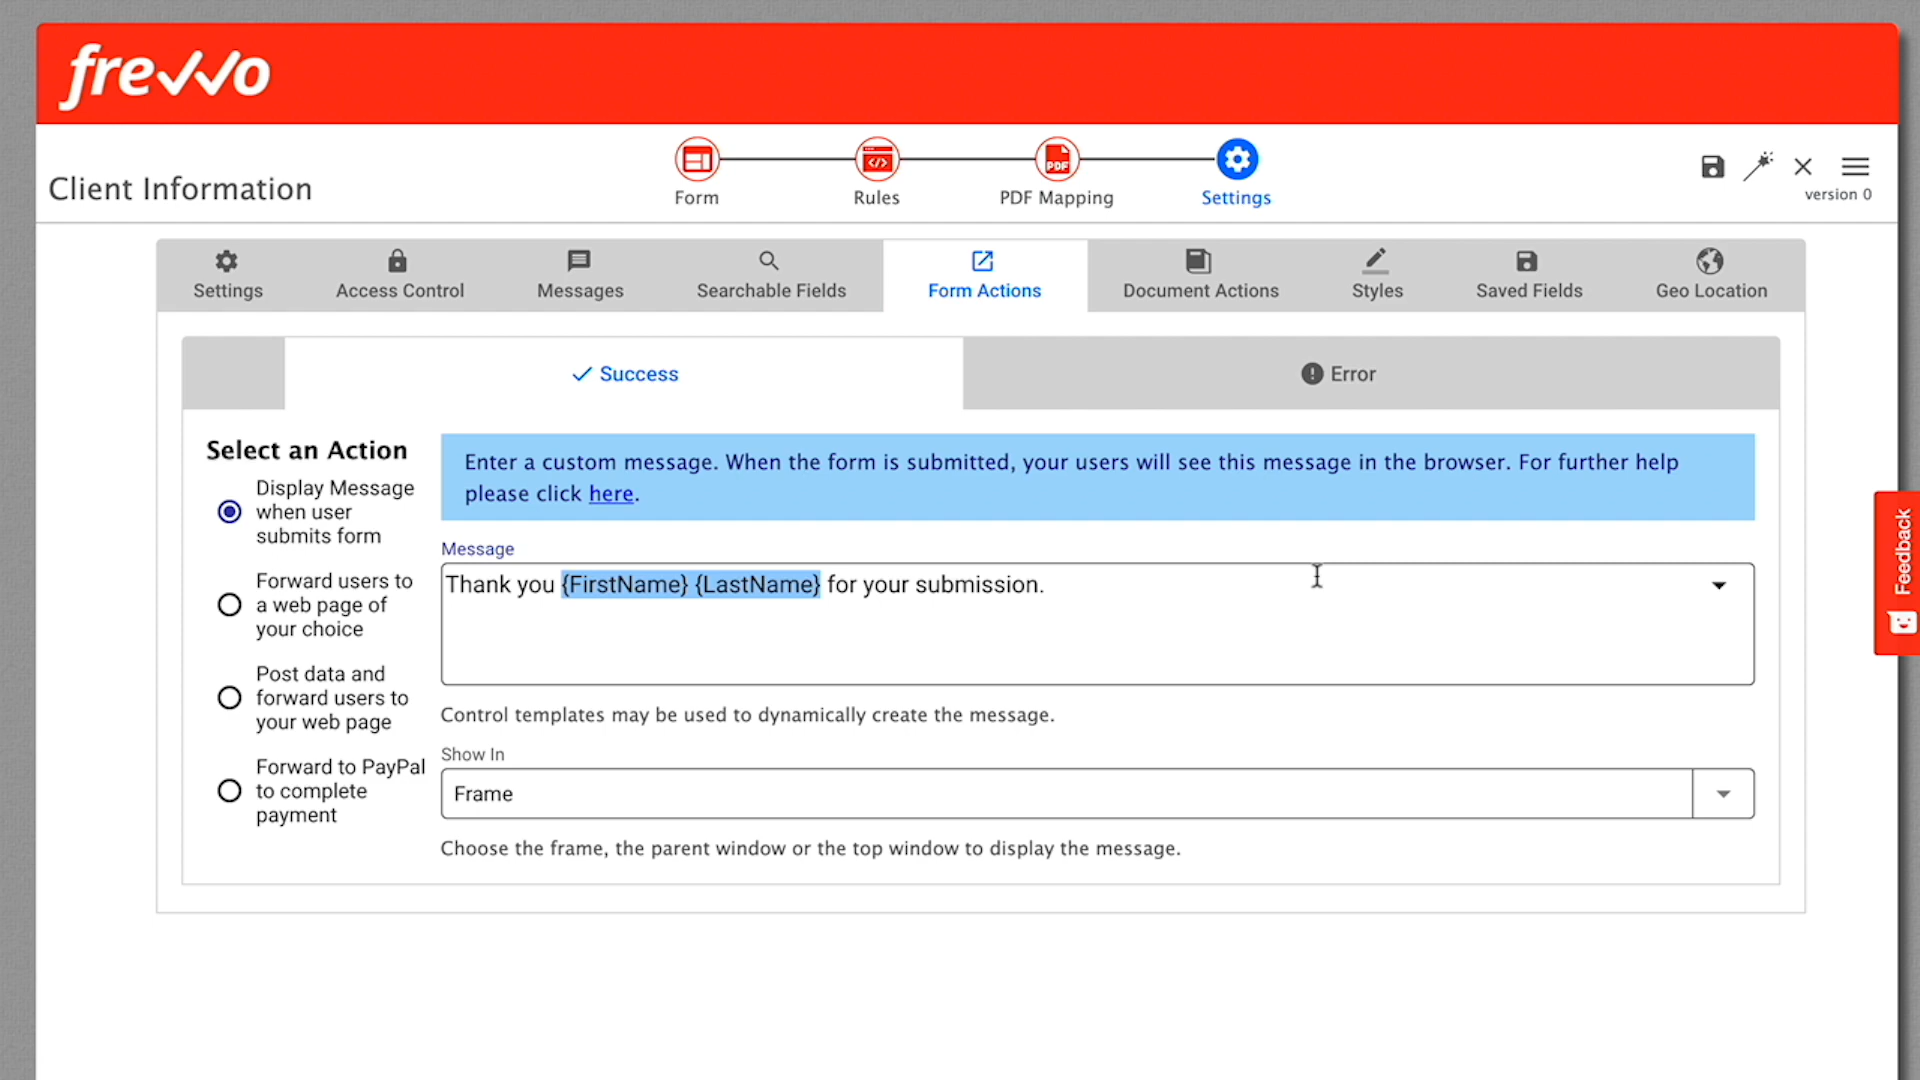 frevvo
Client Information
Form
Rules
PDF
PDF Mapping
Settings
version 0
Settings
Access Control
Messages
Searchable Fields
Form Actions
Document Actions
Styles
Saved Fields
Geo Location
Success
Error
Select an Action
Display Message
when user
submits form
Forward users to
a web page of
your choice
Post data and
forward users to
your web page
Forward to PayPal
to complete
payment
Enter a custom message. When the form is submitted, your users will see this message in the browser. For further help
please click here.
Message
Thank you {FirstName} {LastName} for your submission.
Control templates may be used to dynamically create the message.
Show In
Frame
Choose the frame, the parent window or the top window to display the message.
Feedback